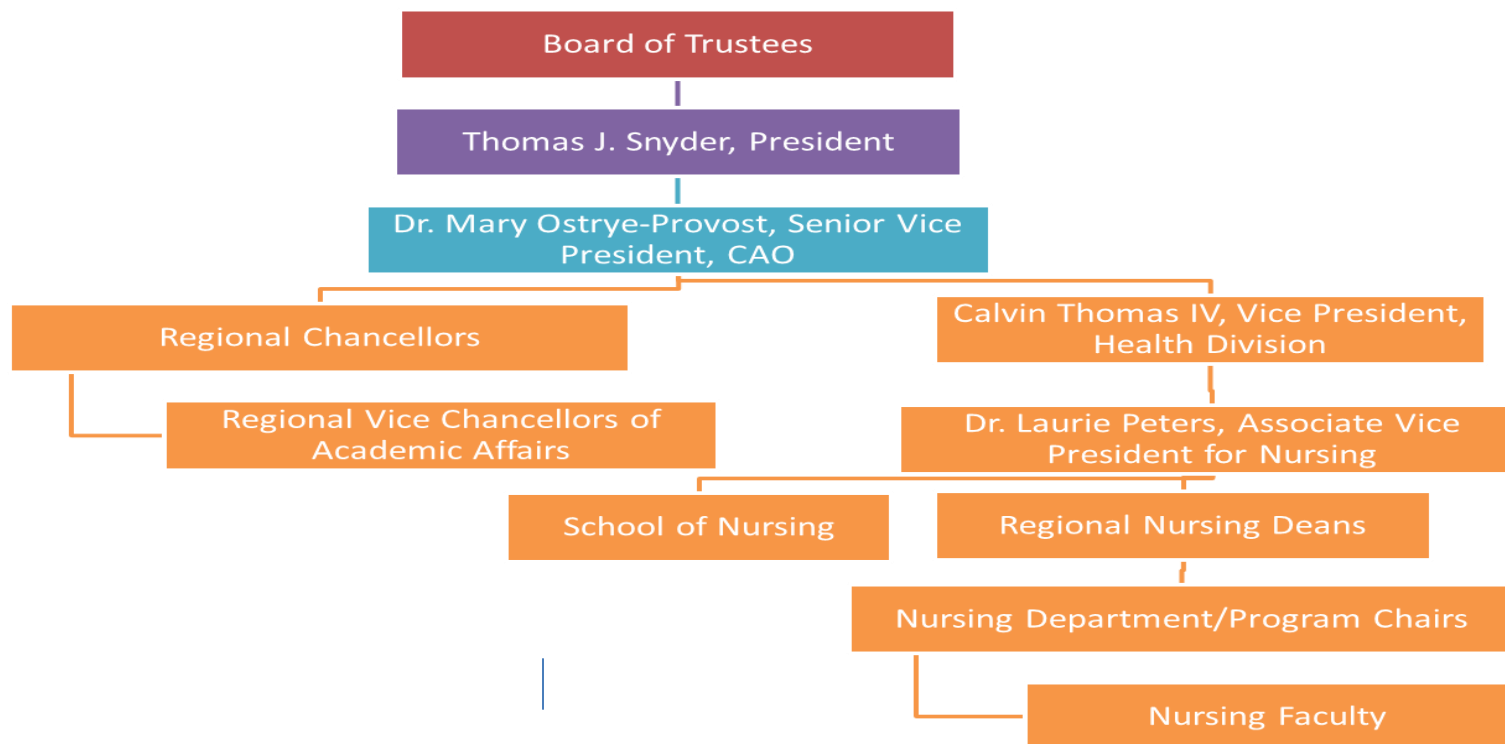 Board of Trustees
Thomas J. Snyder, President
Dr. Mary Ostrye-Provost, Senior Vice
President, CAO
Regional Chancellors
Calvin Thomas IV, Vice President,
Health Division
Regional Vice Chancellors of
Academic Affairs
Dr. Laurie Peters, Associate Vice
President for Nursing
School of Nursing
Regional Nursing Deans
Nursing Department/Program Chairs
Nursing Faculty